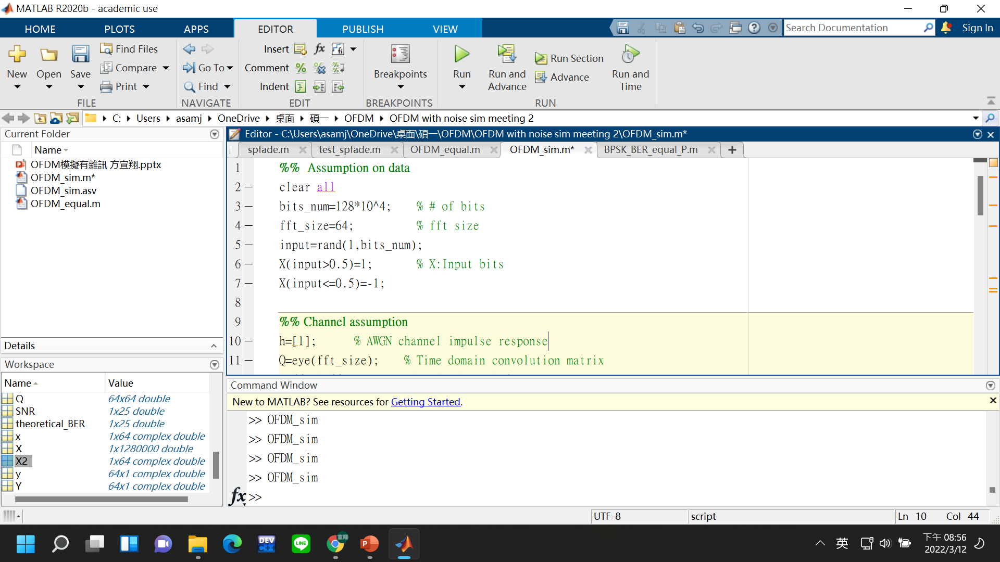 MATLAB R2020b - academic use
HOME PLOTS APPS EDITOR PUBLISH VIEW
Search Documentation
Sign In
New
Open
Save
Find Files
Compare
Print
FILE
Go To
Find
NAVIGATE
Insert
Comment
Indent
EDIT
Breakpoints
BREAKPOINTS
Run
Run and Advance
Run Section
Advance
Run and Time
RUN
C: Users asamj OneDrive 桌面 碩一 OFDM OFDM with noise sim meeting 2
Current Folder
Name
OFDM模擬有雜訊 方宣翔.pptx
OFDM_sim.m*
OFDM_sim.asv
OFDM_equal.m
Details
Workspace
Name Value
Q 64x64 double
SNR 1x25 double
theoretical_BER 1x25 double
x 1x64 complex double
X 1x1280000 double
X2 1x64 complex double
y 64x1 complex double
Y 64x1 complex double
Editor - C:\Users\asamj\OneDrive\桌面\碩一\OFDM\OFDM with noise sim meeting 2\OFDM_sim.m*
spfade.m test_spfade.m OFDM_equal.m OFDM_sim.m* BPSK_BER_equal_P.m
1 %% Assumption on data
2 clear all
3 bits_num=128*10^4; % # of bits
4 fft_size=64; % fft size
5 input=rand(1,bits_num);
6 X(input>0.5)=1; % X:Input bits
7 X(input<=0.5)=-1;
8
9 %% Channel assumption
10 h=[1]; % AWGN channel impulse response
11 Q=eye(fft_size); % Time domain convolution matrix
Command Window
New to MATLAB? See resources for Getting Started.
>> OFDM_sim
>> OFDM_sim
>> OFDM_sim
>> OFDM_sim
fx >>
UTF-8 script Ln 10 Col 44
DEV C++
LINE
宣翔
英
下午 08:56
2022/3/12